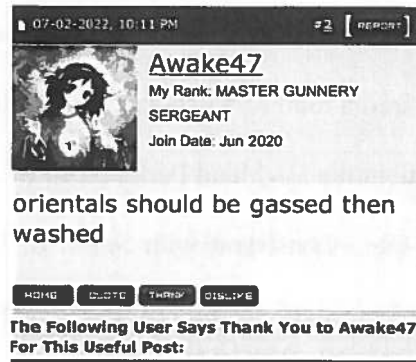 07-02-2022, 10:11 PM #2 [ REPORT ]
Awake47
My Rank: MASTER GUNNERY
SERGEANT
Join Date: Jun 2020
orientals should be gassed then
washed
HOME QUOTE THANK DISLIKE
The Following User Says Thank You to Awake47
For This Useful Post: